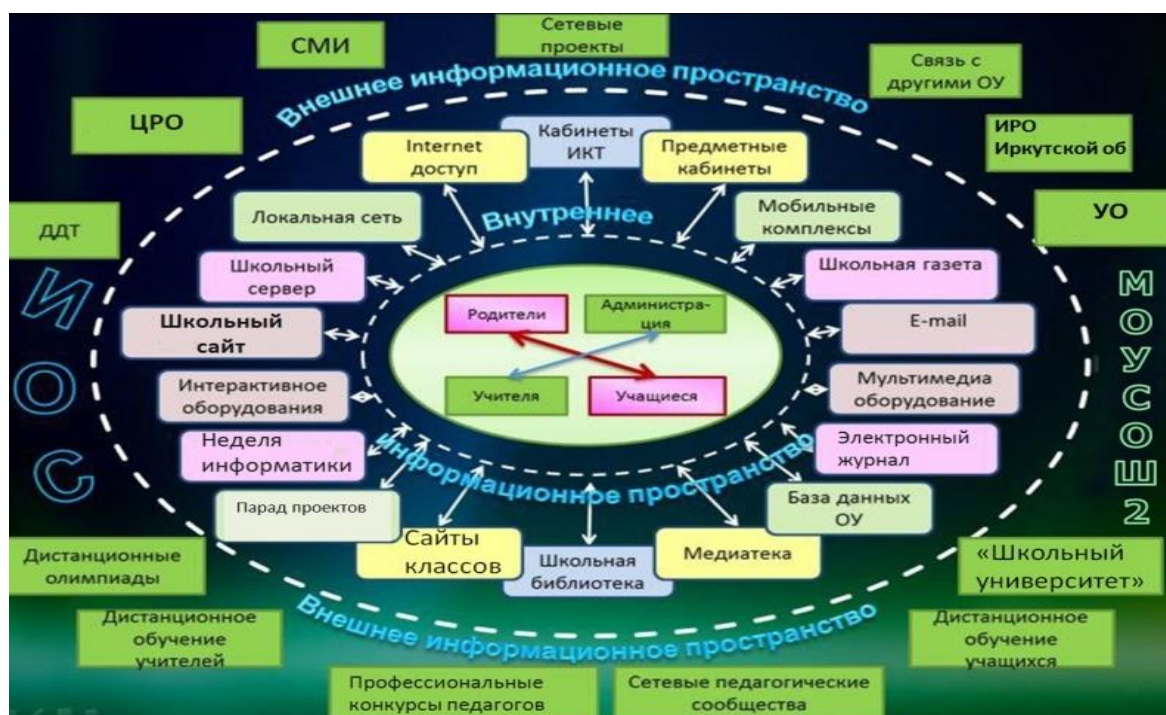 СМИ
Сетевые
проекты
Связь с
другими ОУ
ЦРО
ИРО
Иркутской об
ДДТ
УО
Внешнее информационное пространство
Internet
доступ
Кабинеты
ИКТ
Предметные
кабинеты
Локальная сеть
Внутреннее
Мобильные
комплексы
Школьный
сервер
Школьная газета
Школьный
сайт
E-mail
Интерактивное
оборудования
Мультимедиа
оборудование
Неделя
информатики
Электронный
журнал
Парад проектов
База данных
ОУ
Сайты
классов
Школьная
библиотека
Медиатека
Родители
Администра-
ция
Учителя
Учащиеся
Информационное пространство
ИОС
МОУСОШ2
Дистанционные
олимпиады
«Школьный
университет»
Дистанционное
обучение
учителей
Внешнее информационное пространство
Дистанционное
обучение
учащихся
Профессиональные
конкурсы педагогов
Сетевые педагогические
сообщества